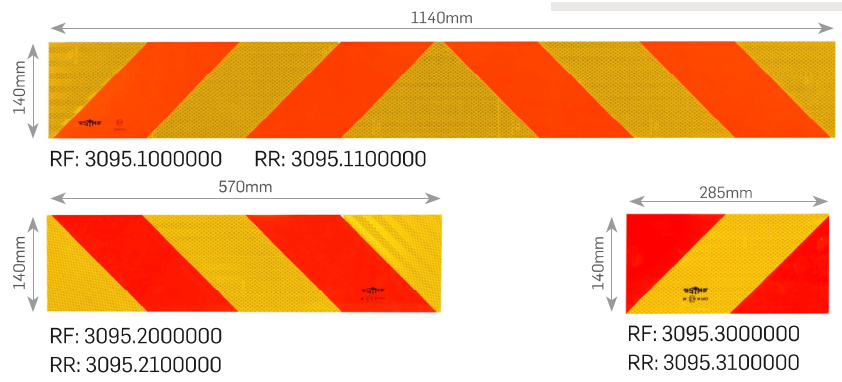 1140mm
140mm
RF: 3095.1000000 RR: 3095.1100000
570mm
140mm
RF: 3095.2000000
RR: 3095.2100000
285mm
140mm
RF: 3095.3000000
RR: 3095.3100000